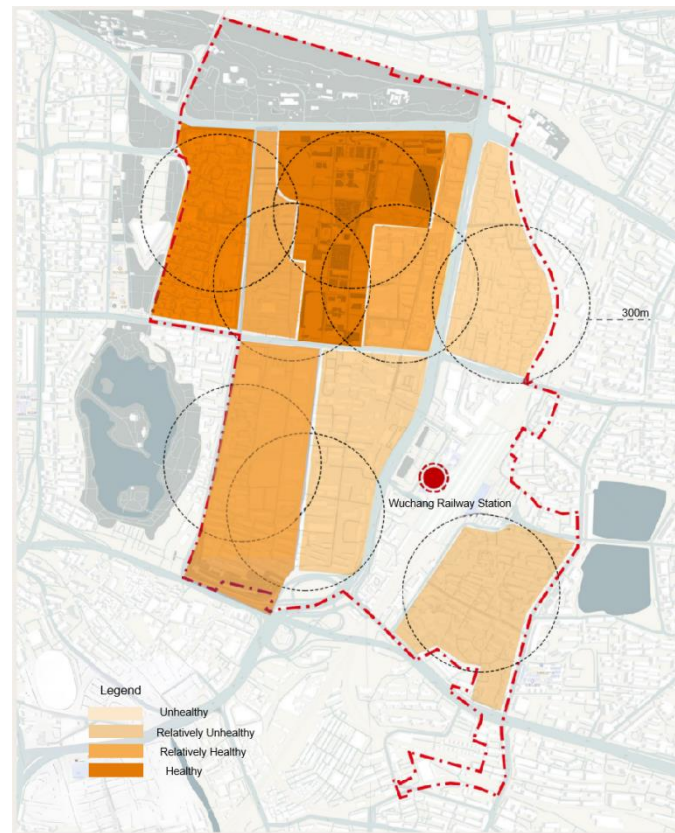 300m
Wuchang Railway Station
Legend
Unhealthy
Relatively Unhealthy
Relatively Healthy
Healthy